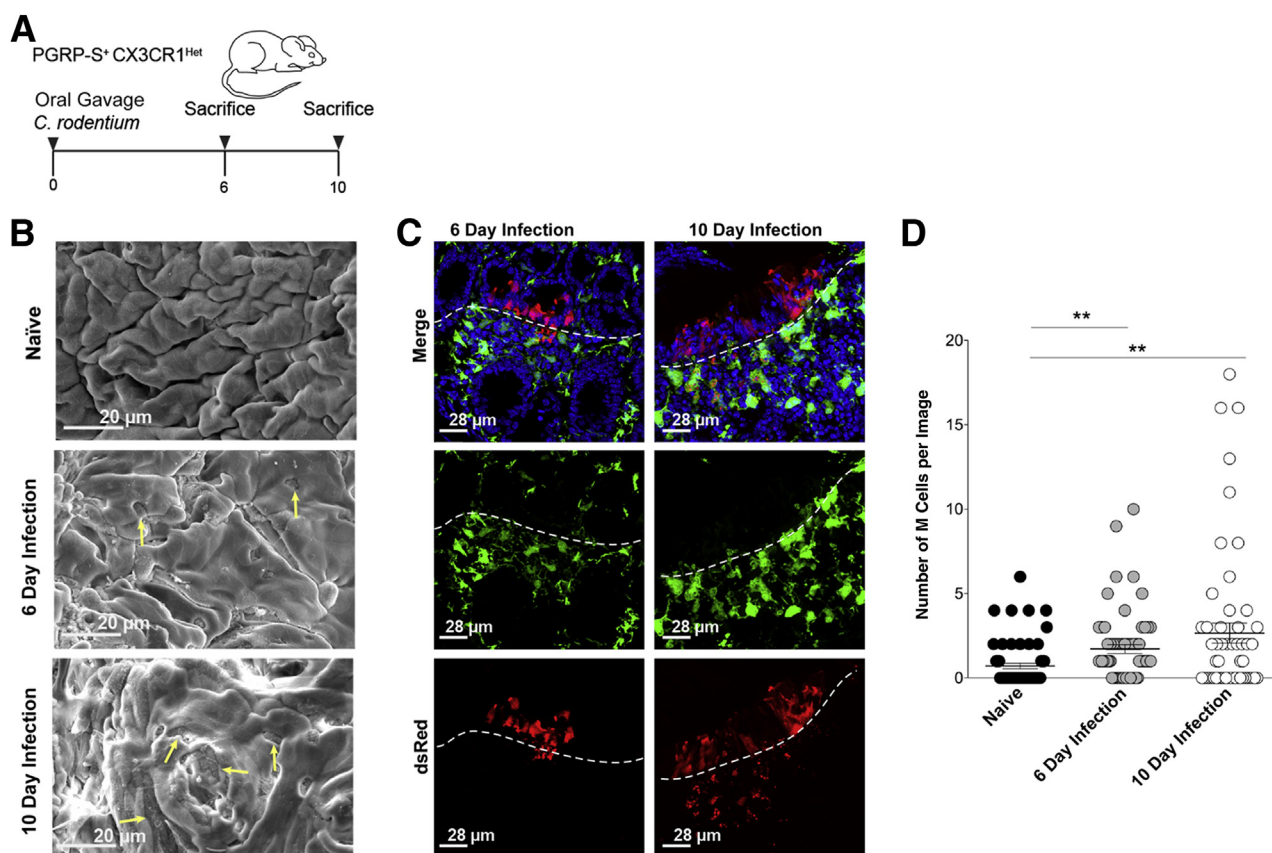 A
PGRP-S⁺ CX3CR1ᴴᵉᵗ
Oral Gavage
C. rodentium
Sacrifice
Sacrifice
0
6
10
B
Naïve
20 µm
6 Day Infection
20 µm
10 Day Infection
20 µm
C
6 Day Infection
10 Day Infection
Merge
28 µm
28 µm
28 µm
28 µm
dsRed
28 µm
28 µm
D
**
**
Number of M Cells per Image
20
15
10
5
0
Naïve
6 Day Infection
10 Day Infection